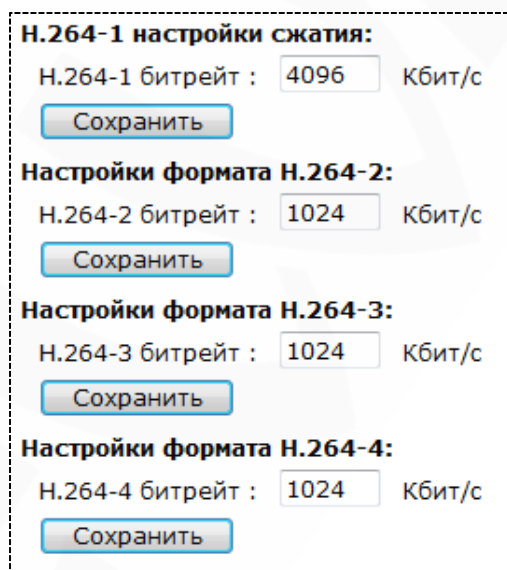 H.264-1 настройки сжатия:
H.264-1 битрейт : 4096 Кбит/с
Сохранить
Настройки формата H.264-2:
H.264-2 битрейт : 1024 Кбит/с
Сохранить
Настройки формата H.264-3:
H.264-3 битрейт : 1024 Кбит/с
Сохранить
Настройки формата H.264-4:
H.264-4 битрейт : 1024 Кбит/с
Сохранить